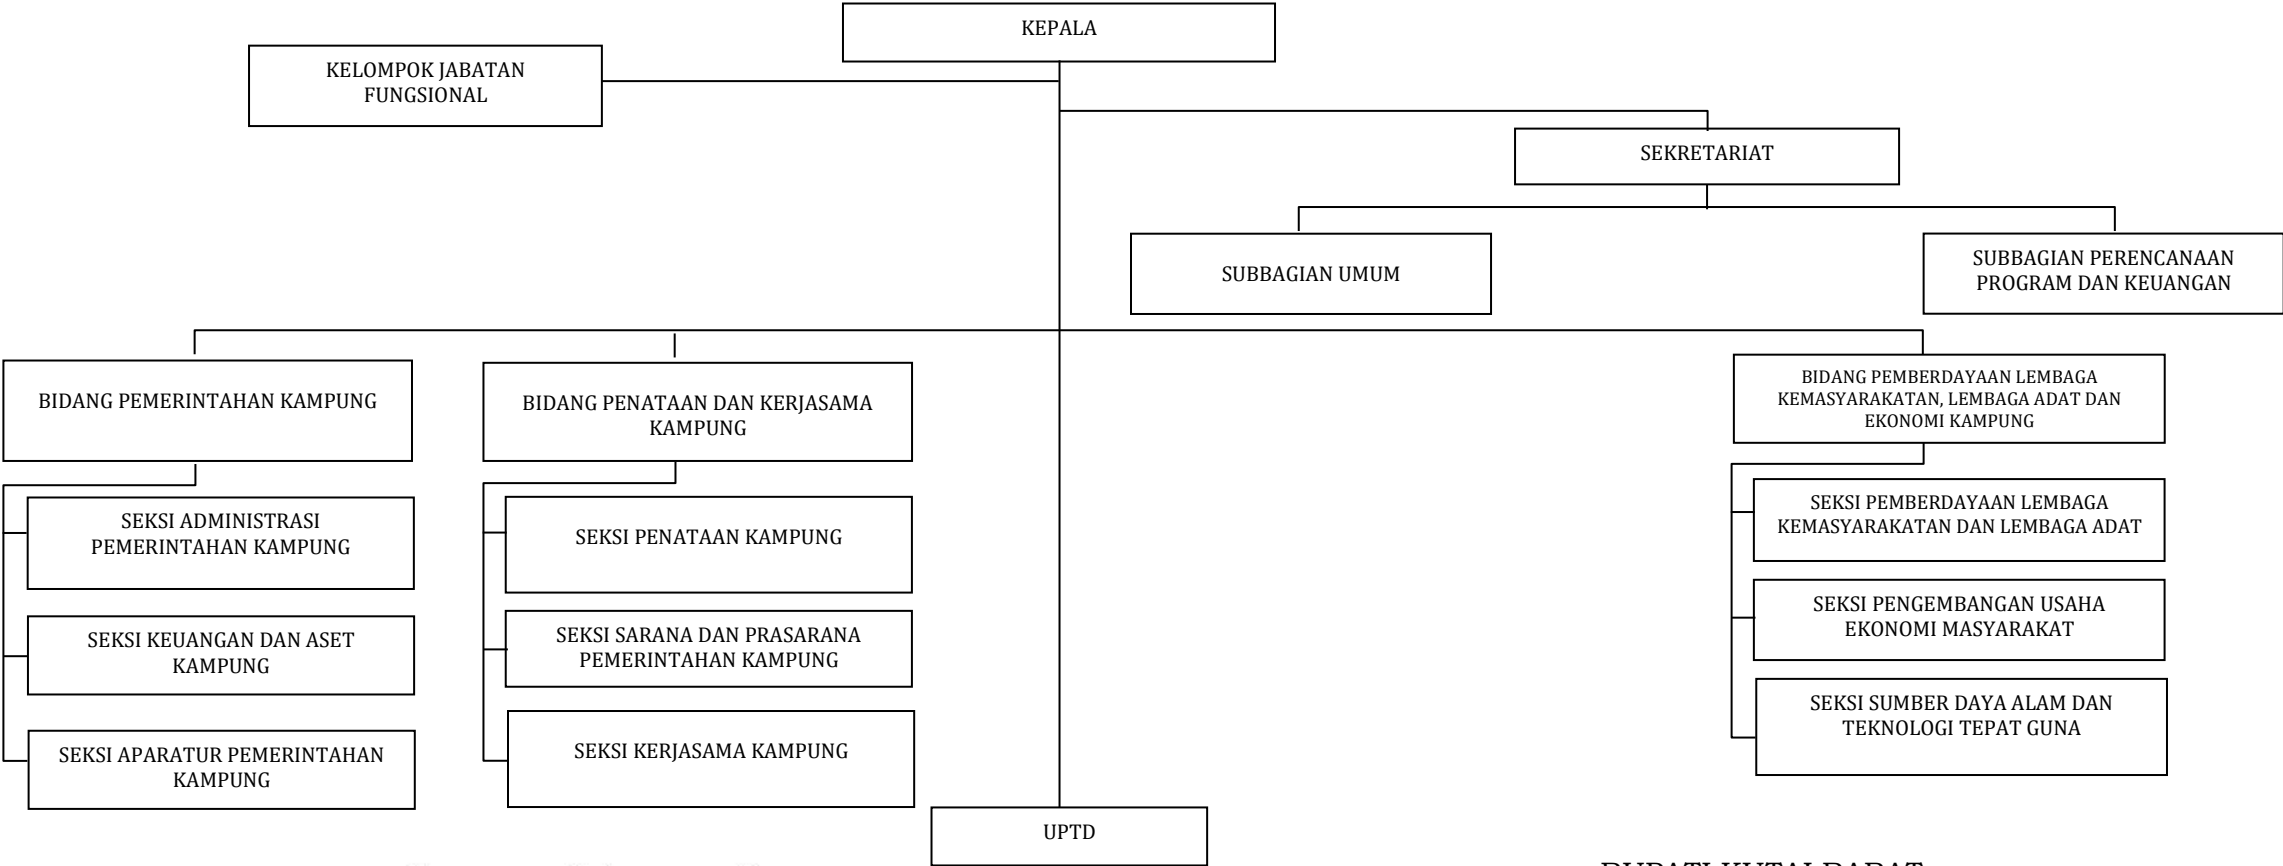 KEPALA
KELOMPOK JABATAN
FUNGSIONAL
SEKRETARIAT
SUBBAGIAN UMUM
SUBBAGIAN PERENCANAAN
PROGRAM DAN KEUANGAN
BIDANG PEMERINTAHAN KAMPUNG
SEKSI ADMINISTRASI
PEMERINTAHAN KAMPUNG
SEKSI KEUANGAN DAN ASET
KAMPUNG
SEKSI APARATUR PEMERINTAHAN
KAMPUNG
BIDANG PENATAAN DAN KERJASAMA
KAMPUNG
SEKSI PENATAAN KAMPUNG
SEKSI SARANA DAN PRASARANA
PEMERINTAHAN KAMPUNG
SEKSI KERJASAMA KAMPUNG
BIDANG PEMBERDAYAAN LEMBAGA
KEMASYARAKATAN, LEMBAGA ADAT DAN
EKONOMI KAMPUNG
SEKSI PEMBERDAYAAN LEMBAGA
KEMASYARAKATAN DAN LEMBAGA ADAT
SEKSI PENGEMBANGAN USAHA
EKONOMI MASYARAKAT
SEKSI SUMBER DAYA ALAM DAN
TEKNOLOGI TEPAT GUNA
UPTD
BUPATI KUTAI BARAT